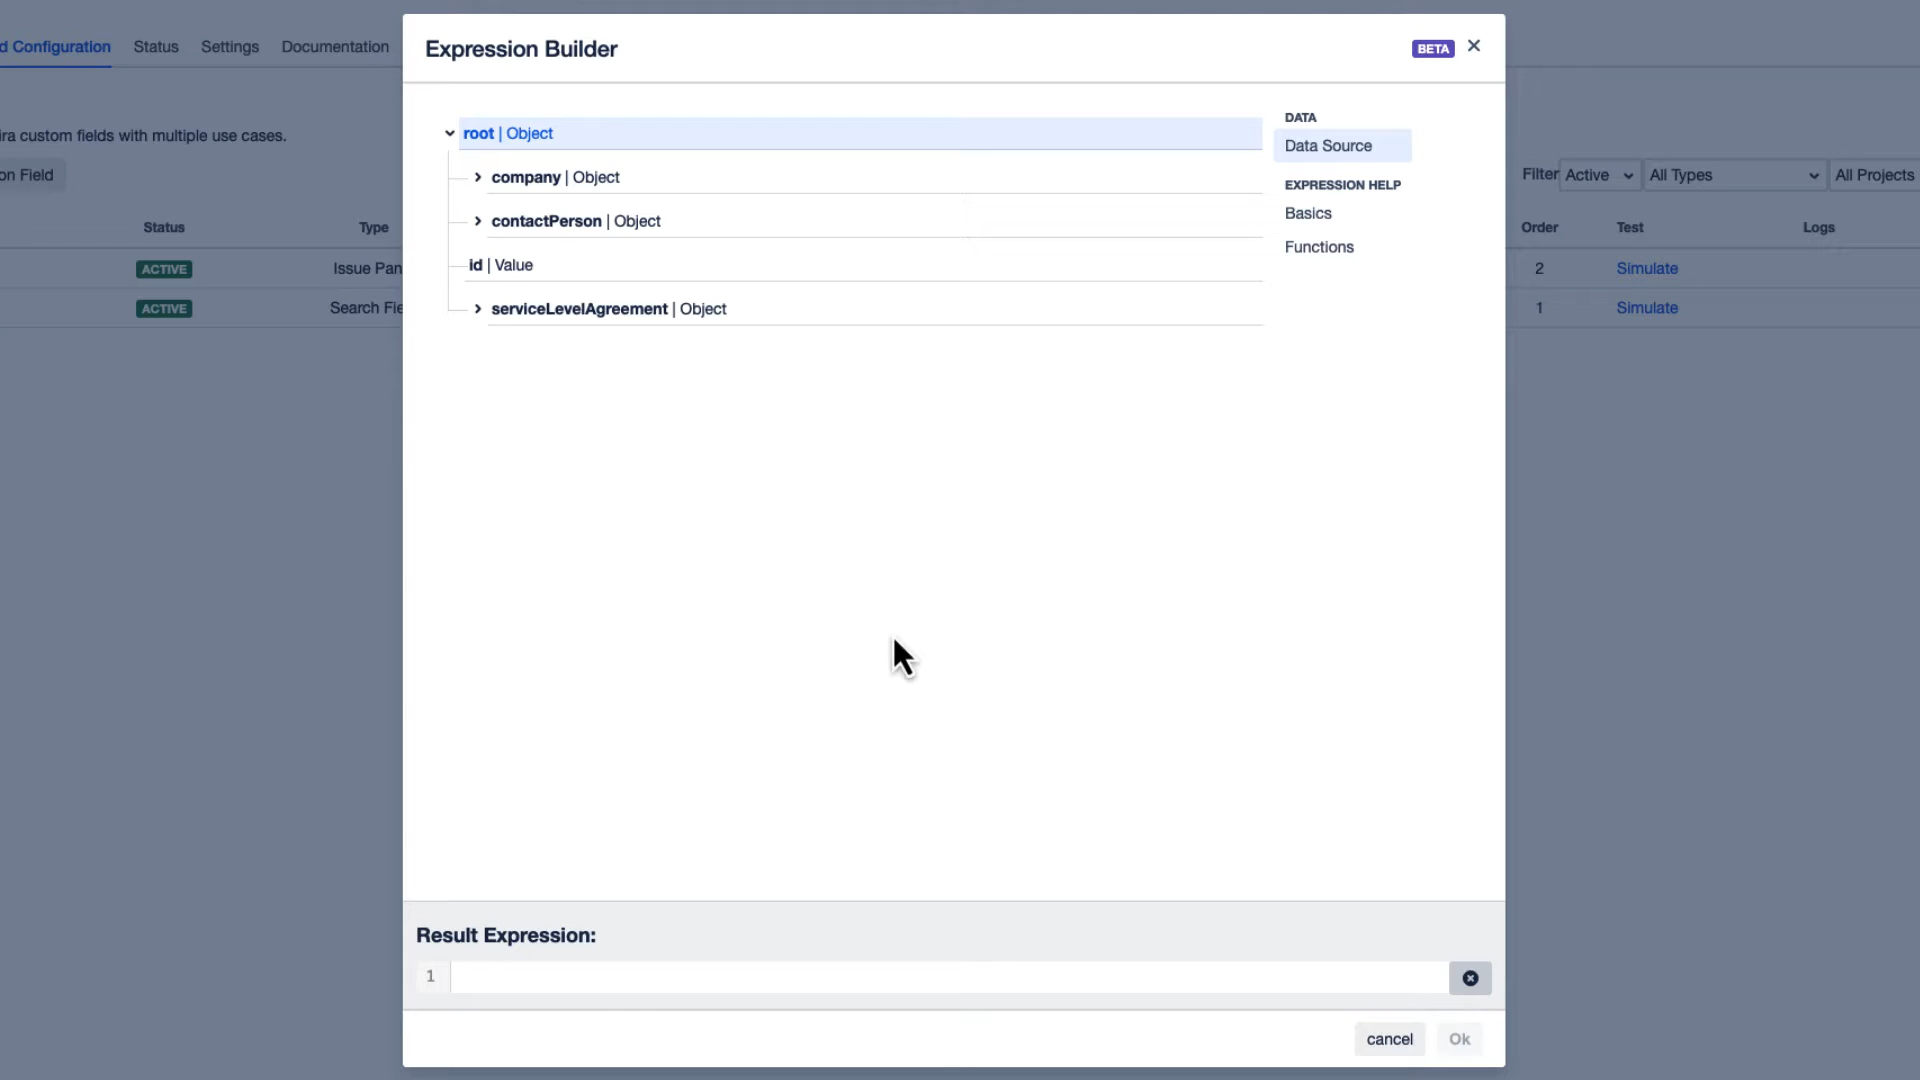 d Configuration Status Settings Documentation
Expression Builder
BETA
ra custom fields with multiple use cases.
on Field
Filter Active All Types All Projects
Status Type
Order Test Logs
ACTIVE Issue Pan
2 Simulate
ACTIVE Search Fie
1 Simulate
root | Object
company | Object
contactPerson | Object
id | Value
serviceLevelAgreement | Object
DATA
Data Source
EXPRESSION HELP
Basics
Functions
Result Expression:
1
cancel Ok